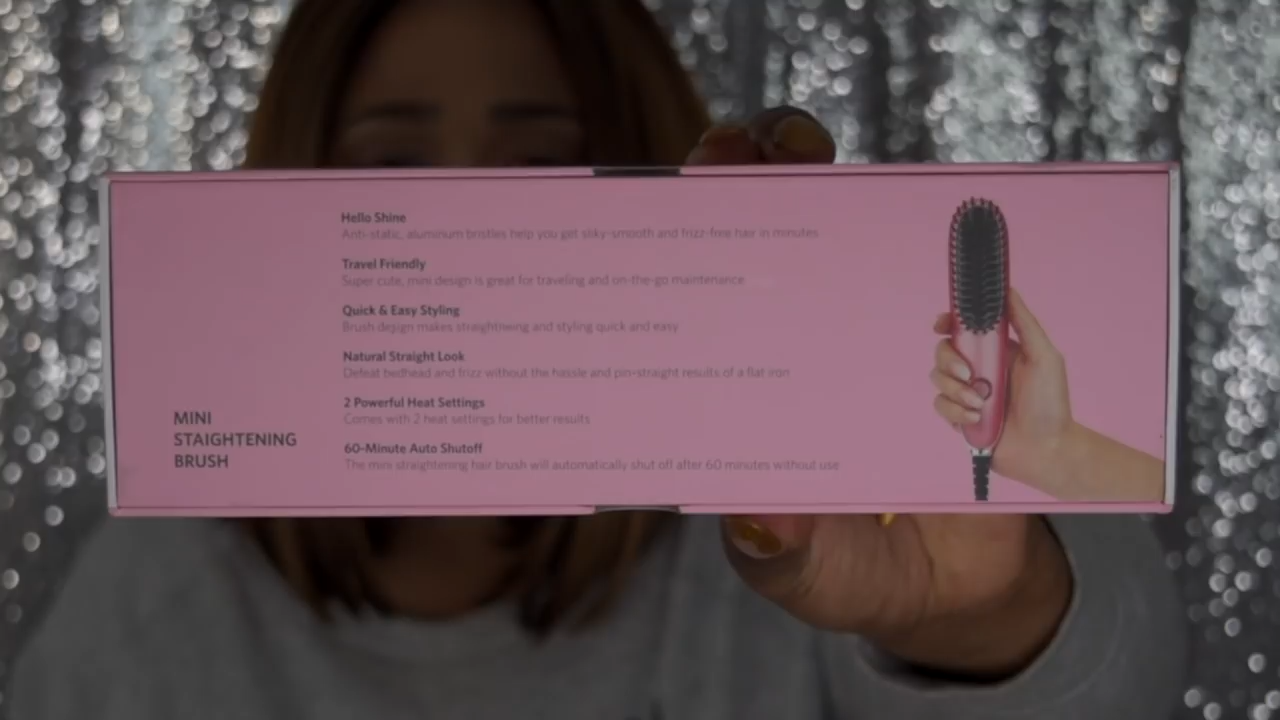 Hello Shine
Anti-static, aluminum bristles help you get silky-smooth and frizz-free hair in minutes
Travel Friendly
Super cute, mini design is great for traveling and on-the-go maintenance
Quick & Easy Styling
Brush design makes straightneing and styling quick and easy
Natural Straight Look
Defeat bedhead and frizz without the hassle and pin-straight results of a flat iron
2 Powerful Heat Settings
Comes with 2 heat settings for better results
60-Minute Auto Shutoff
The mini straightening hair brush will automatically shut off after 60 minutes without use
MINI
STAIGHTENING
BRUSH